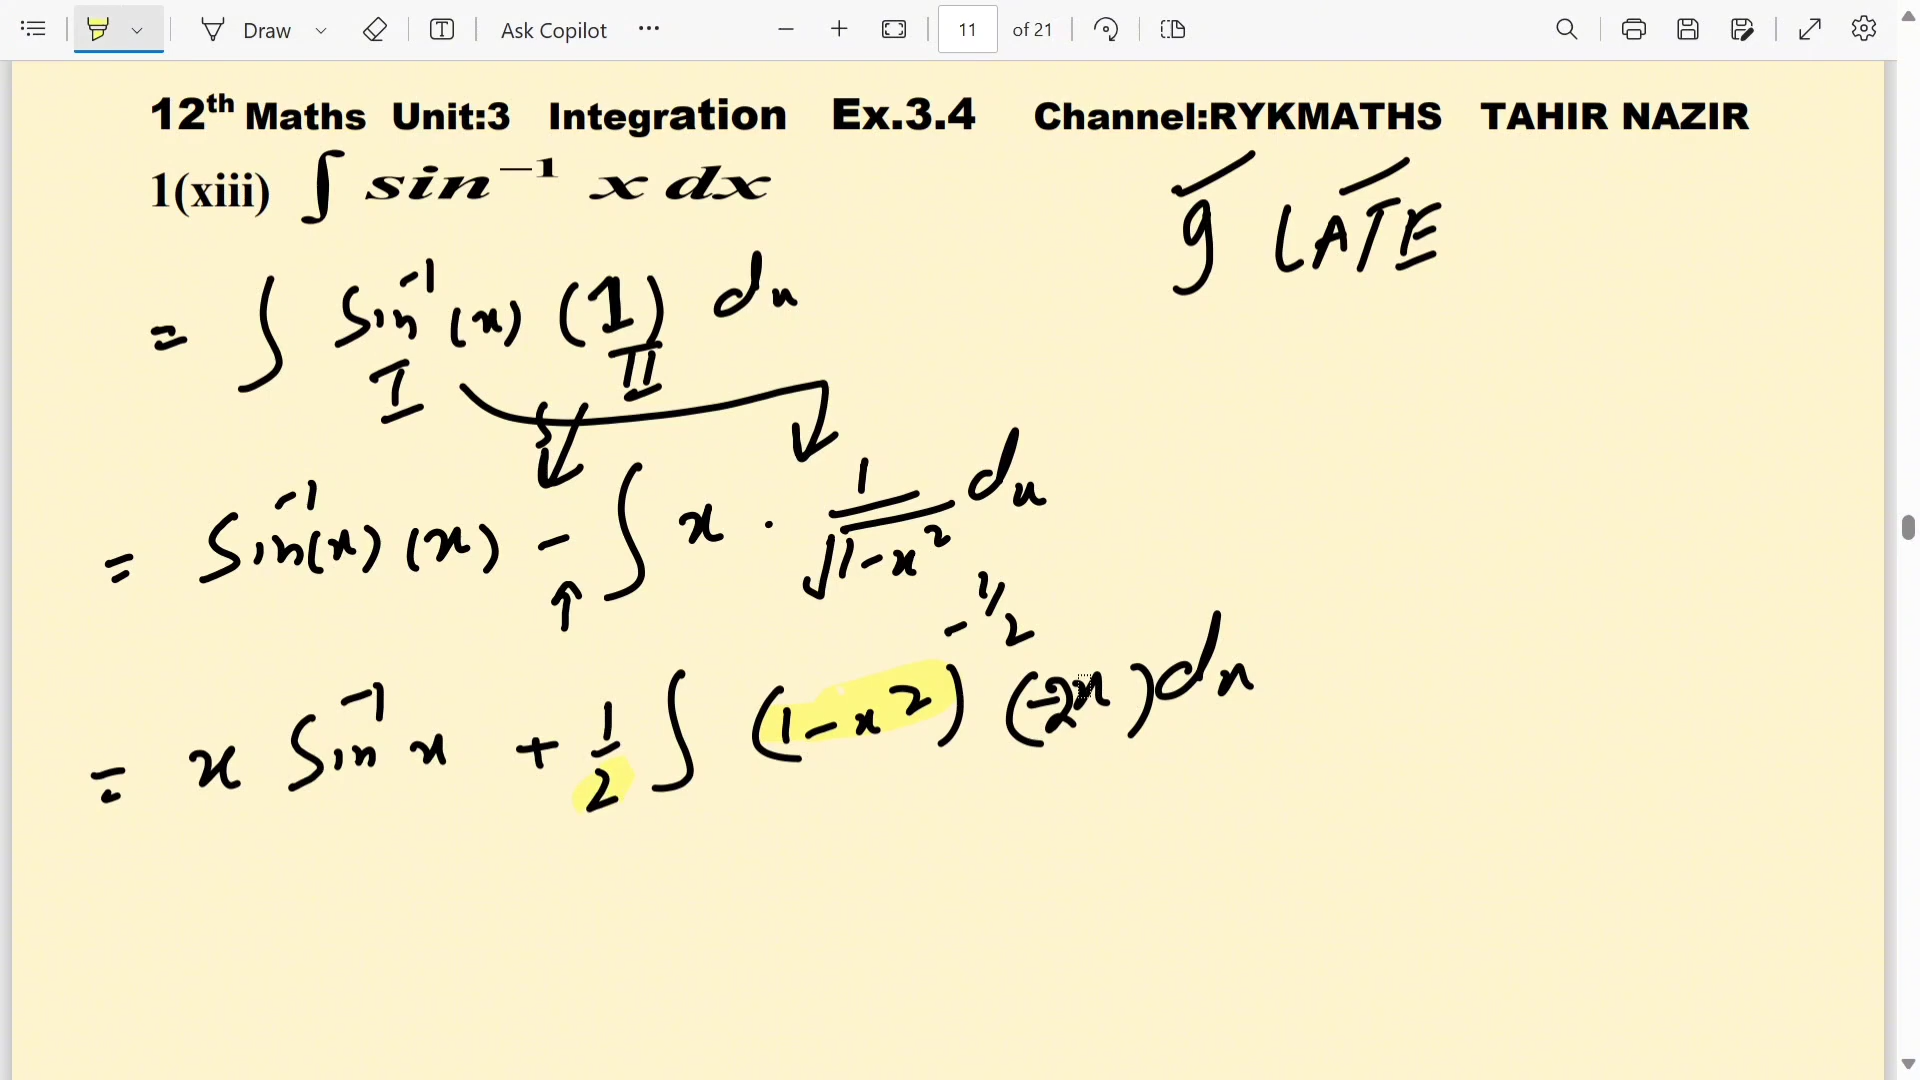 Draw Ask Copilot 11 of 21
12th Maths Unit:3 Integration Ex.3.4 Channel:RYKMATHS TAHIR NAZIR
1(xiii) ∫ sin⁻¹ x dx
I LATE
= ∫ Sin⁻¹(x) (1) dx
I II
= Sin⁻¹(x) (x) - ∫ x · 1/√(1-x²) dx
= x Sin⁻¹ x + 1/2 ∫ (1-x²)^(-1/2) (-2x) dx